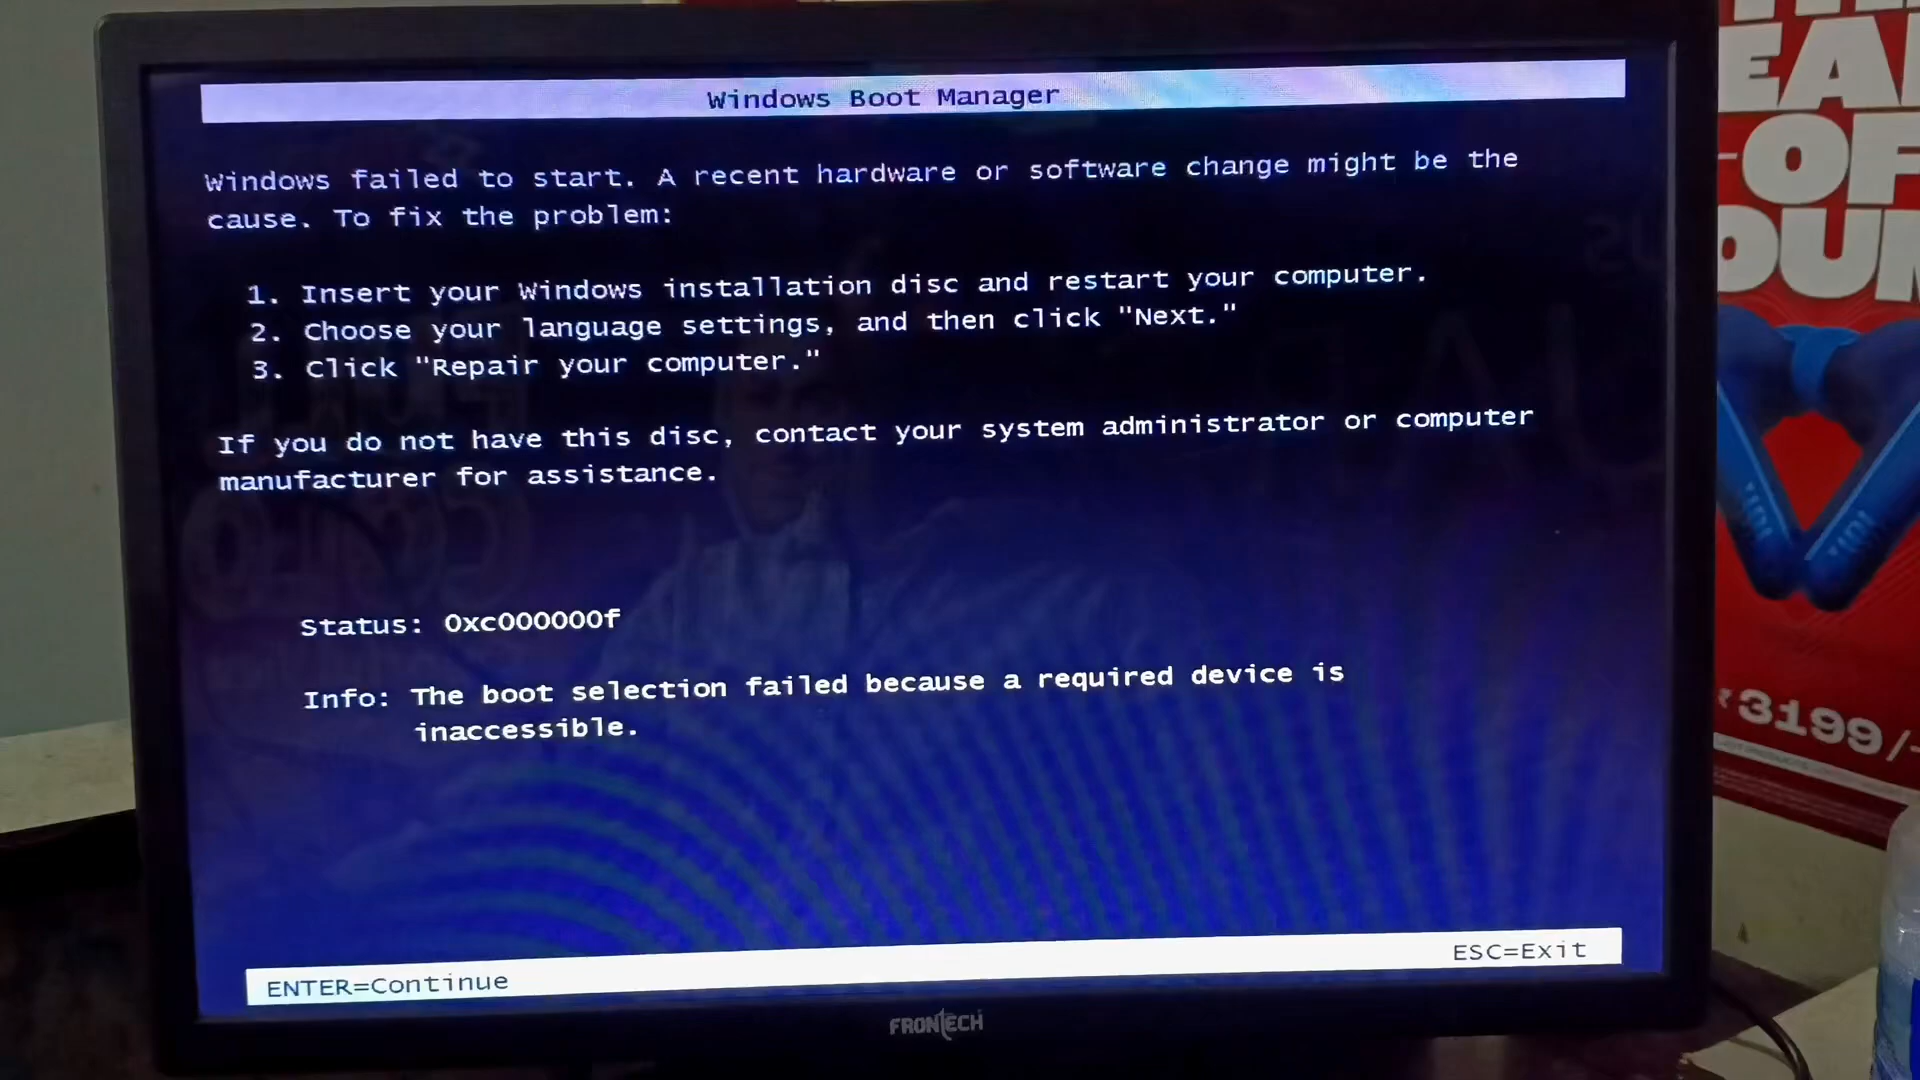 Windows Boot Manager
Windows failed to start. A recent hardware or software change might be the
cause. To fix the problem:
1. Insert your Windows installation disc and restart your computer.
2. Choose your language settings, and then click "Next."
3. Click "Repair your computer."
If you do not have this disc, contact your system administrator or computer
manufacturer for assistance.
Status: 0xc000000f
Info: The boot selection failed because a required device is
inaccessible.
ENTER=Continue
ESC=Exit
FRONTECH
OF
₹3199/-